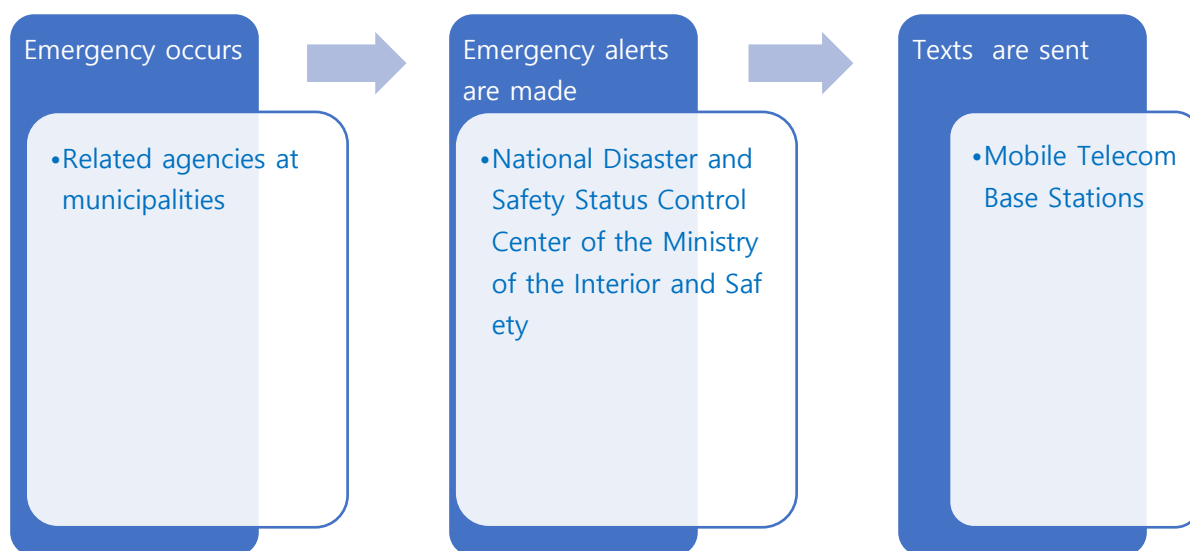 Emergency occurs
•Related agencies at
municipalities
Emergency alerts
are made
•National Disaster and
Safety Status Control
Center of the Ministry
of the Interior and Saf
ety
Texts are sent
•Mobile Telecom
Base Stations